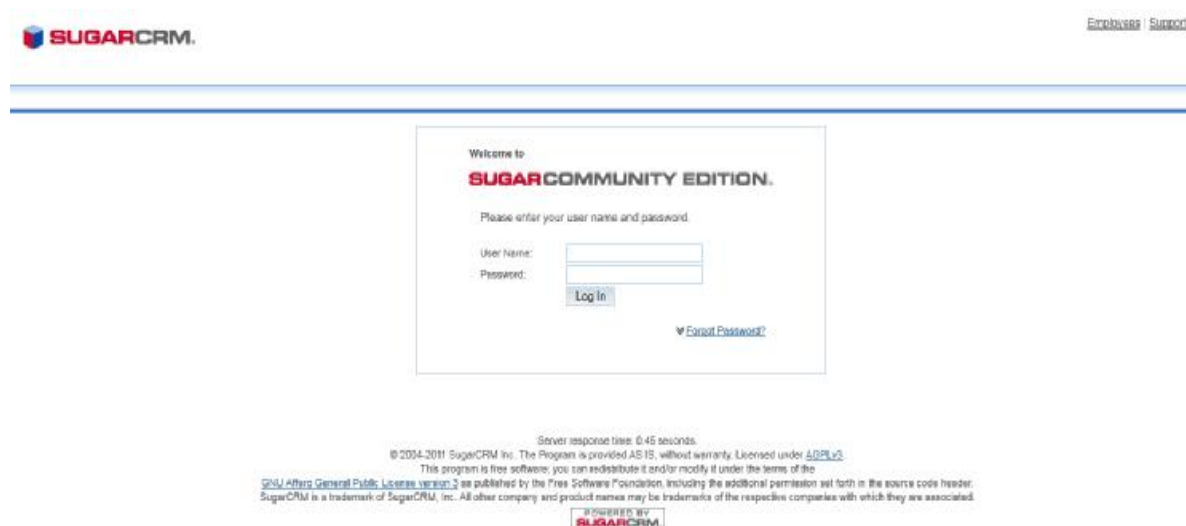 SUGARCRM.
Employees | Support
Welcome to
SUGARCOMMUNITY EDITION.
Please enter your user name and password.
User Name:
Password:
Log In
Forgot Password?
Server response time: 0.45 seconds.
© 2004-2011 SugarCRM Inc. The Program is provided AS IS, without warranty. Licensed under AGPLv3.
This program is free software; you can redistribute it and/or modify it under the terms of the
GNU Affero General Public License version 3 as published by the Free Software Foundation, including the additional permission set forth in the source code header.
SugarCRM is a trademark of SugarCRM, Inc. All other company and product names may be trademarks of the respective companies with which they are associated.
POWERED BY
SUGARCRM